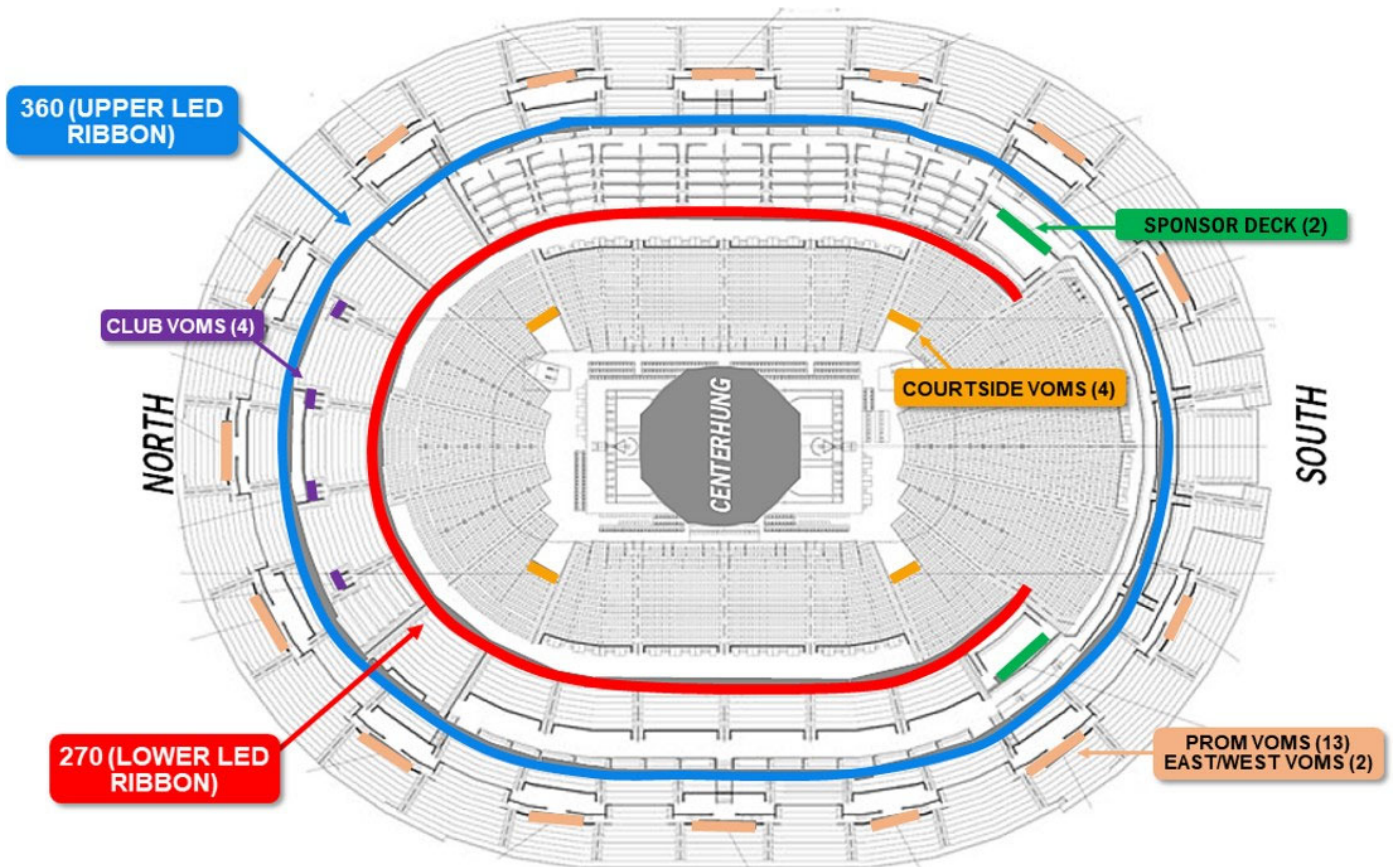 360 (UPPER LED
RIBBON)
SPONSOR DECK (2)
CLUB VOMS (4)
COURTSIDE VOMS (4)
NORTH
CENTERHUNG
SOUTH
270 (LOWER LED
RIBBON)
PROM VOMS (13)
EAST/WEST VOMS (2)